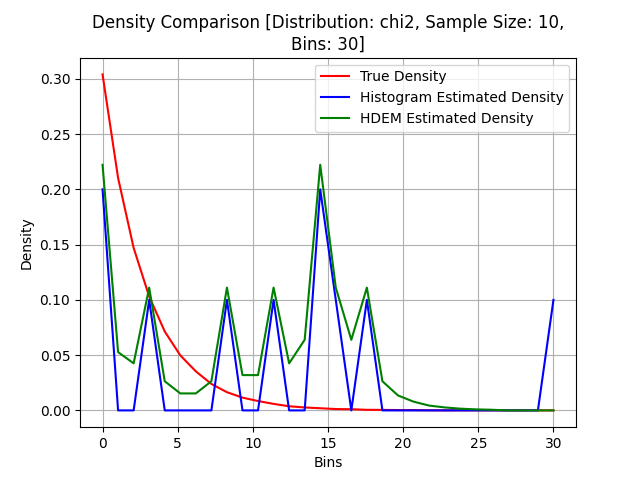 Density Comparison [Distribution: chi2, Sample Size: 10,
Bins: 30]
True Density
Histogram Estimated Density
HDEM Estimated Density
Density
0.30
0.25
0.20
0.15
0.10
0.05
0.00
0 5 10 15 20 25 30
Bins